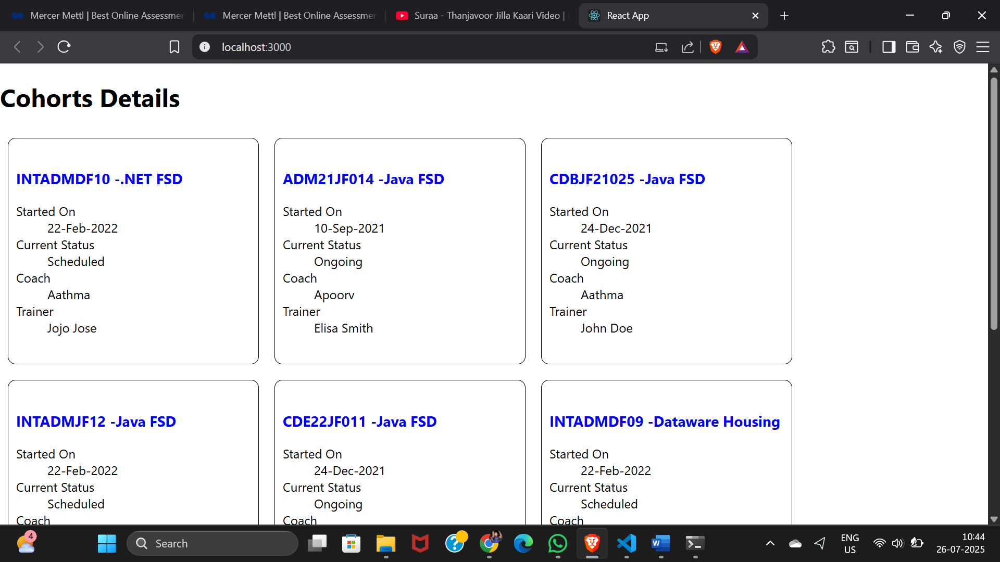 Mercer Mettl | Best Online Assessmer
Mercer Mettl | Best Online Assessmer
Suraa - Thanjavoor Jilla Kaari Video |
React App
localhost:3000
Cohorts Details
INTADMDF10 -.NET FSD
Started On
22-Feb-2022
Current Status
Scheduled
Coach
Aathma
Trainer
Jojo Jose
ADM21JF014 -Java FSD
Started On
10-Sep-2021
Current Status
Ongoing
Coach
Apoorv
Trainer
Elisa Smith
CDBJF21025 -Java FSD
Started On
24-Dec-2021
Current Status
Ongoing
Coach
Aathma
Trainer
John Doe
INTADMJF12 -Java FSD
Started On
22-Feb-2022
Current Status
Scheduled
Coach
CDE22JF011 -Java FSD
Started On
24-Dec-2021
Current Status
Ongoing
Coach
INTADMDF09 -Dataware Housing
Started On
22-Feb-2022
Current Status
Scheduled
Coach
4
Search
ENG
US
10:44
26-07-2025